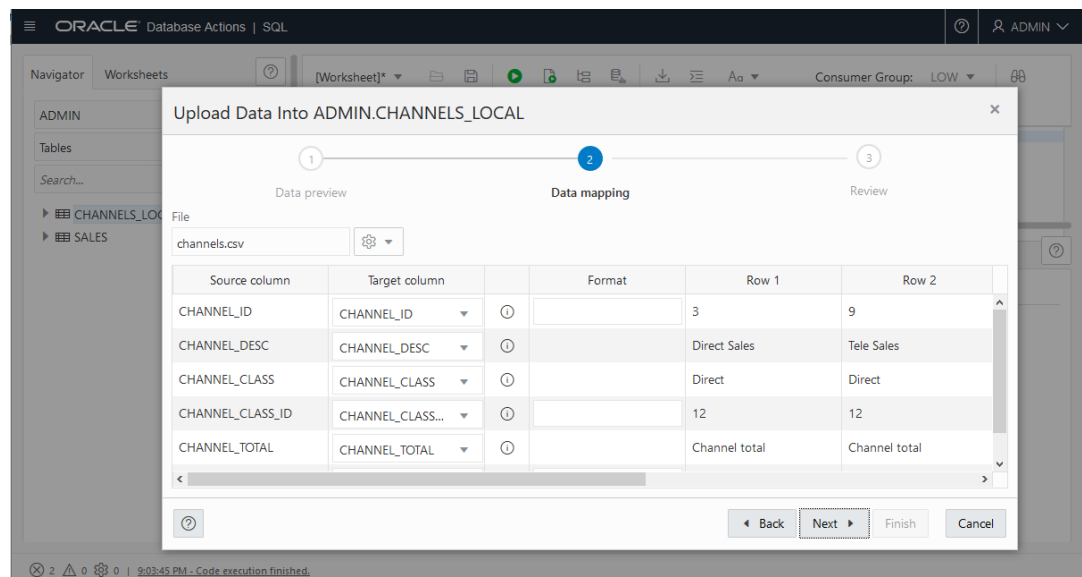 ORACLE Database Actions | SQL
ADMIN
Navigator Worksheets
[Worksheet]* Aa Consumer Group: LOW
ADMIN
Tables
Search...
CHANNELS_LOC
SALES
Upload Data Into ADMIN.CHANNELS_LOCAL
1 2 3
Data preview Data mapping Review
File
channels.csv
Source column Target column Format Row 1 Row 2
CHANNEL_ID CHANNEL_ID 3 9
CHANNEL_DESC CHANNEL_DESC Direct Sales Tele Sales
CHANNEL_CLASS CHANNEL_CLASS Direct Direct
CHANNEL_CLASS_ID CHANNEL_CLASS... 12 12
CHANNEL_TOTAL CHANNEL_TOTAL Channel total Channel total
Back Next Finish Cancel
2 0 0 | 9:03:45 PM - Code execution finished.